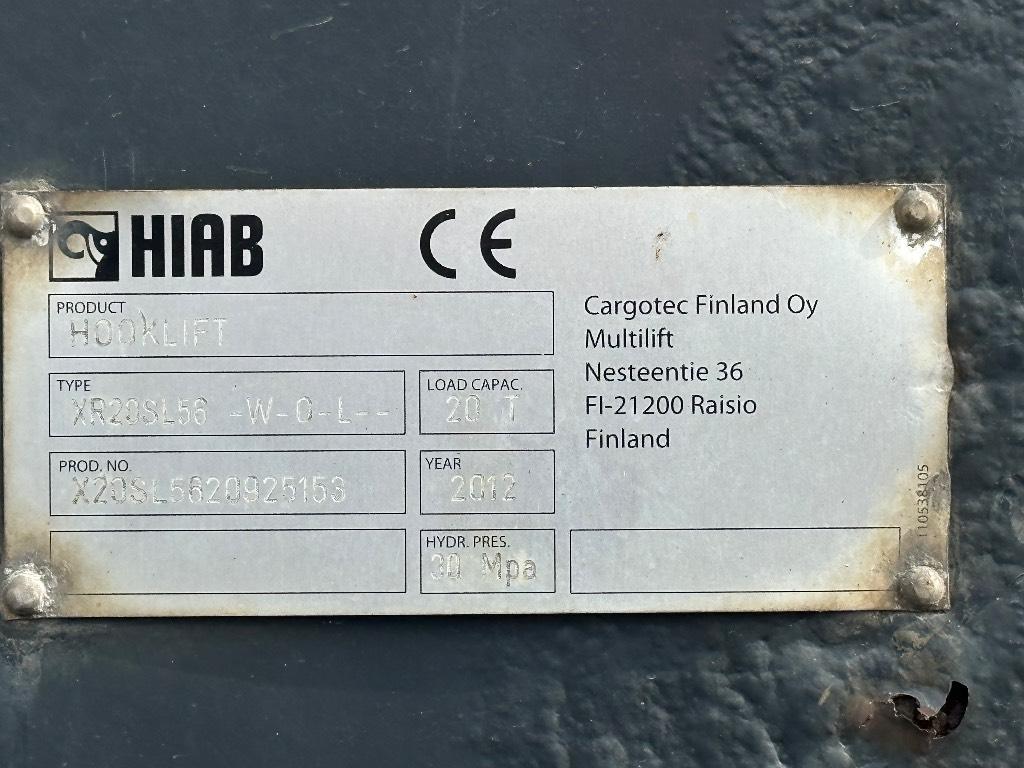 HIAB CE
PRODUCT
HOOKLIFT
TYPE
XR20SL56 -W-O-L--
LOAD CAPAC.
20 T
PROD. NO.
X20SL5620925153
YEAR
2012
HYDR. PRES.
30 Mpa
Cargotec Finland Oy
Multilift
Nesteentie 36
FI-21200 Raisio
Finland
110538105